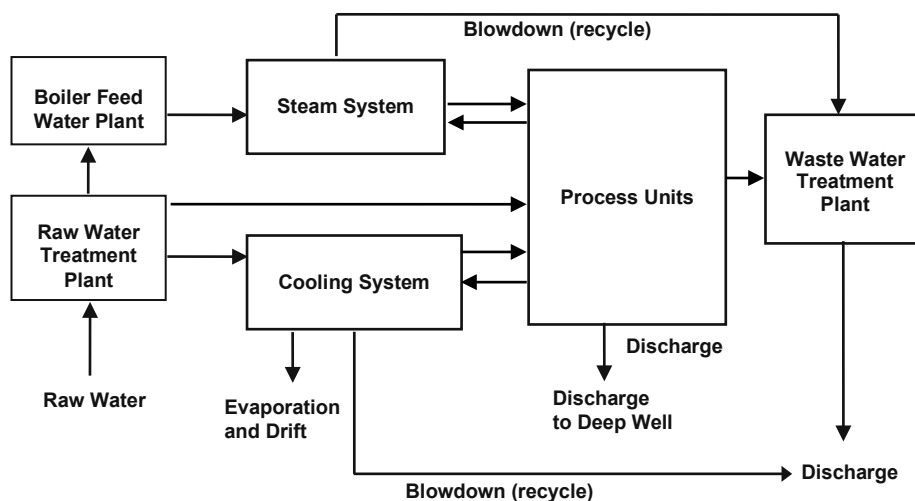 Blowdown (recycle)
Boiler Feed
Water Plant
Steam System
Waste Water
Treatment
Plant
Process Units
Raw Water
Treatment
Plant
Cooling System
Discharge
Raw Water
Evaporation
and Drift
Discharge
to Deep Well
Discharge
Blowdown (recycle)